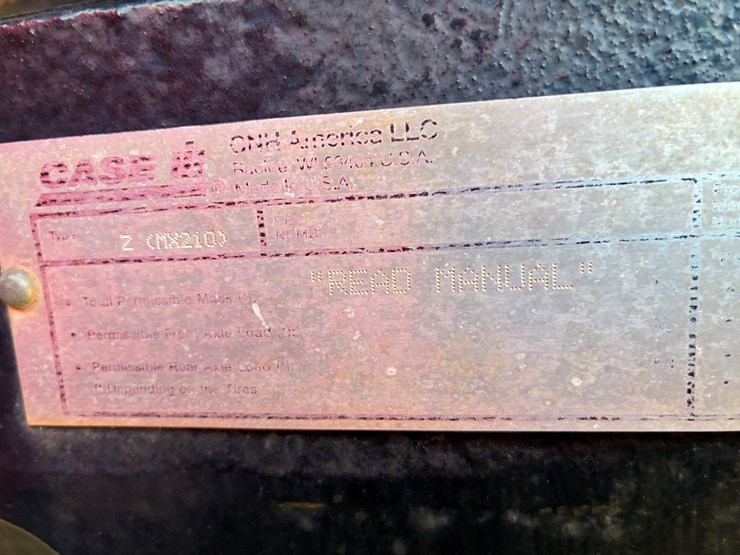 CASE IH
CNH America LLC
Racine WI 53404 U.S.A.
Made in U.S.A.
Type
Z (MX210)
NUMB
"READ MANUAL"
• Total Permissible Mass
• Permissible Front Axle Load
• Permissible Rear Axle Load
Depending on the Tires